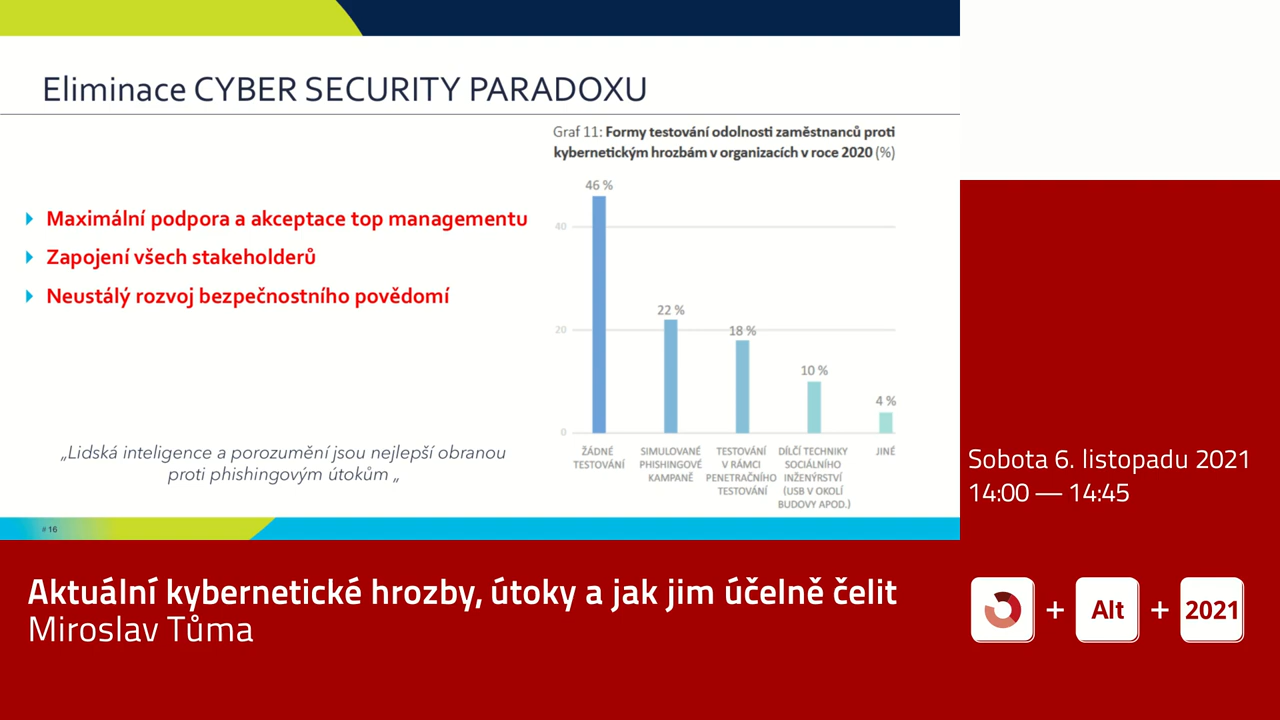 Eliminace CYBER SECURITY PARADOXU
Maximální podpora a akceptace top managementu
Zapojení všech stakeholderů
Neustálý rozvoj bezpečnostního povědomí
„Lidská inteligence a porozumění jsou nejlepší obranou
proti phishingovým útokům „
Graf 11: Formy testování odolnosti zaměstnanců proti
kybernetickým hrozbám v organizacích v roce 2020 (%)
46 %
40
22 %
20
18 %
10 %
4 %
0
ŽÁDNÉ
TESTOVÁNÍ
SIMULOVANÉ
PHISHINGOVÉ
KAMPANĚ
TESTOVÁNÍ
V RÁMCI
PENETRAČNÍHO
TESTOVÁNÍ
DÍLČÍ TECHNIKY
SOCIÁLNÍHO
INŽENÝRSTVÍ
(USB V OKOLÍ
BUDOVY APOD.)
JINÉ
# 16
Sobota 6. listopadu 2021
14:00 — 14:45
Aktuální kybernetické hrozby, útoky a jak jim účelně čelit
Miroslav Tůma
+ Alt + 2021